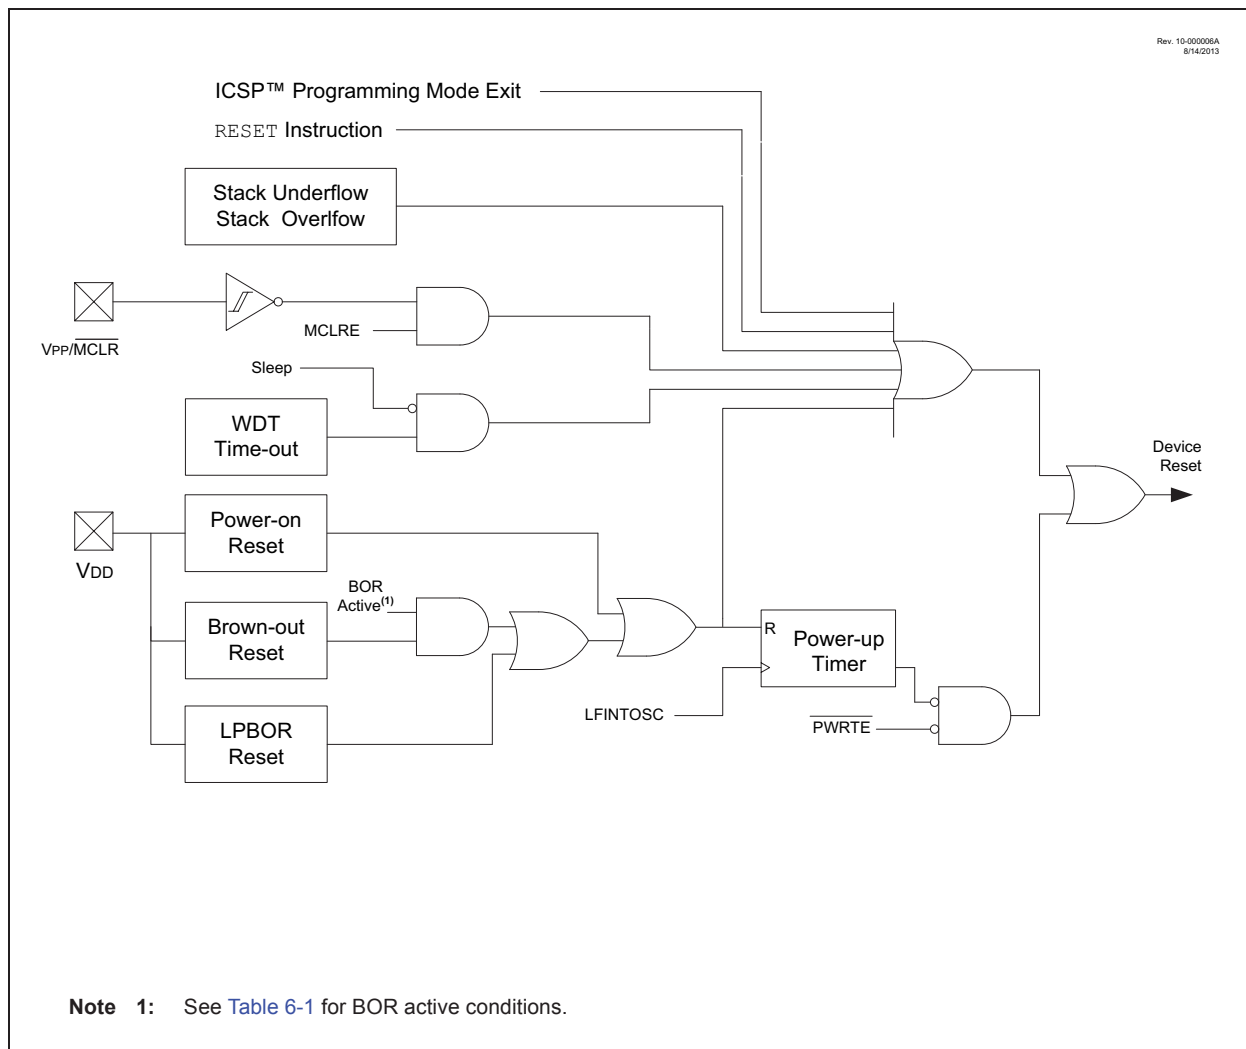 Rev. 10-000006A
8/14/2013
ICSP™ Programming Mode Exit
RESET Instruction
Stack Underflow
Stack Overlfow
VPP/MCLR
MCLRE
Sleep
WDT
Time-out
Device
Reset
VDD
Power-on
Reset
BOR
Active(1)
Brown-out
Reset
R
Power-up
Timer
LFINTOSC
PWRTE
LPBOR
Reset
Note 1: See Table 6-1 for BOR active conditions.